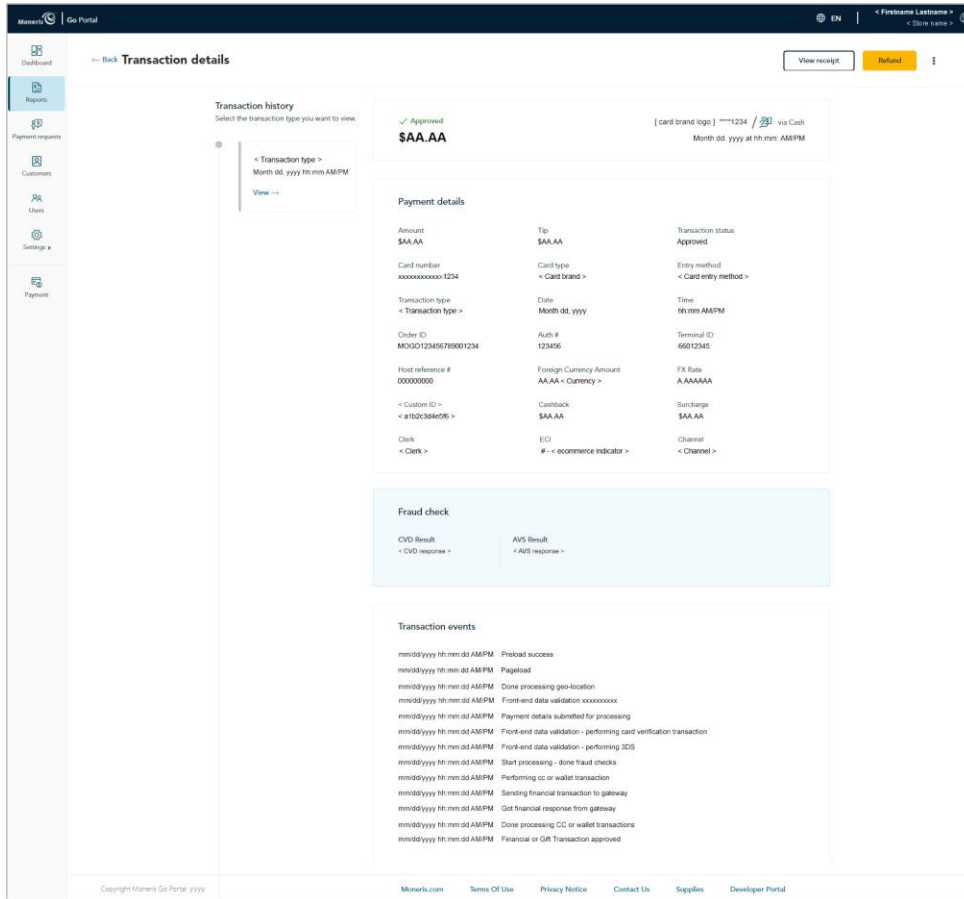 Moneris Go Portal
EN
< Firstname Lastname >
< Store name >
Dashboard
Reports
Payment requests
Customers
Users
Settings
Payment
← Back Transaction details
View receipt
Refund
Transaction history
Select the transaction type you want to view.
< Transaction type >
Month dd, yyyy hh:mm AM/PM
View →
Approved
$AA.AA
[ card brand logo ] ****1234 / via Cash
Month dd, yyyy at hh:mm: AM/PM
Payment details
Amount Tip Transaction status
$AA.AA $AA.AA Approved
Card number Card type Entry method
xxxxxxxxxxxx1234 < Card brand > < Card entry method >
Transaction type Date Time
< Transaction type > Month dd, yyyy hh:mm AM/PM
Order ID Auth # Terminal ID
MOGO123456789001234 123456 66012345
Host reference # Foreign Currency Amount FX Rate
000000000 AA.AA < Currency > A.AAAAAA
< Custom ID > Cashback Surcharge
< a1b2c3d4e5f6 > $AA.AA $AA.AA
Clerk ECI Channel
< Clerk > # - < ecommerce indicator > < Channel >
Fraud check
CVD Result AVS Result
< CVD response > < AVS response >
Transaction events
mm/dd/yyyy hh:mm:dd AM/PM Preload success
mm/dd/yyyy hh:mm:dd AM/PM Pageload
mm/dd/yyyy hh:mm:dd AM/PM Done processing geo-location
mm/dd/yyyy hh:mm:dd AM/PM Front-end data validation xxxxxxxxxx
mm/dd/yyyy hh:mm:dd AM/PM Payment details submitted for processing
mm/dd/yyyy hh:mm:dd AM/PM Front-end data validation - performing card verification transaction
mm/dd/yyyy hh:mm:dd AM/PM Front-end data validation - performing 3DS
mm/dd/yyyy hh:mm:dd AM/PM Start processing - done fraud checks
mm/dd/yyyy hh:mm:dd AM/PM Performing cc or wallet transaction
mm/dd/yyyy hh:mm:dd AM/PM Sending financial transaction to gateway
mm/dd/yyyy hh:mm:dd AM/PM Got financial response from gateway
mm/dd/yyyy hh:mm:dd AM/PM Done processing CC or wallet transactions
mm/dd/yyyy hh:mm:dd AM/PM Financial or Gift Transaction approved
Copyright Moneris Go Portal yyyy
Moneris.com Terms Of Use Privacy Notice Contact Us Supplies Developer Portal